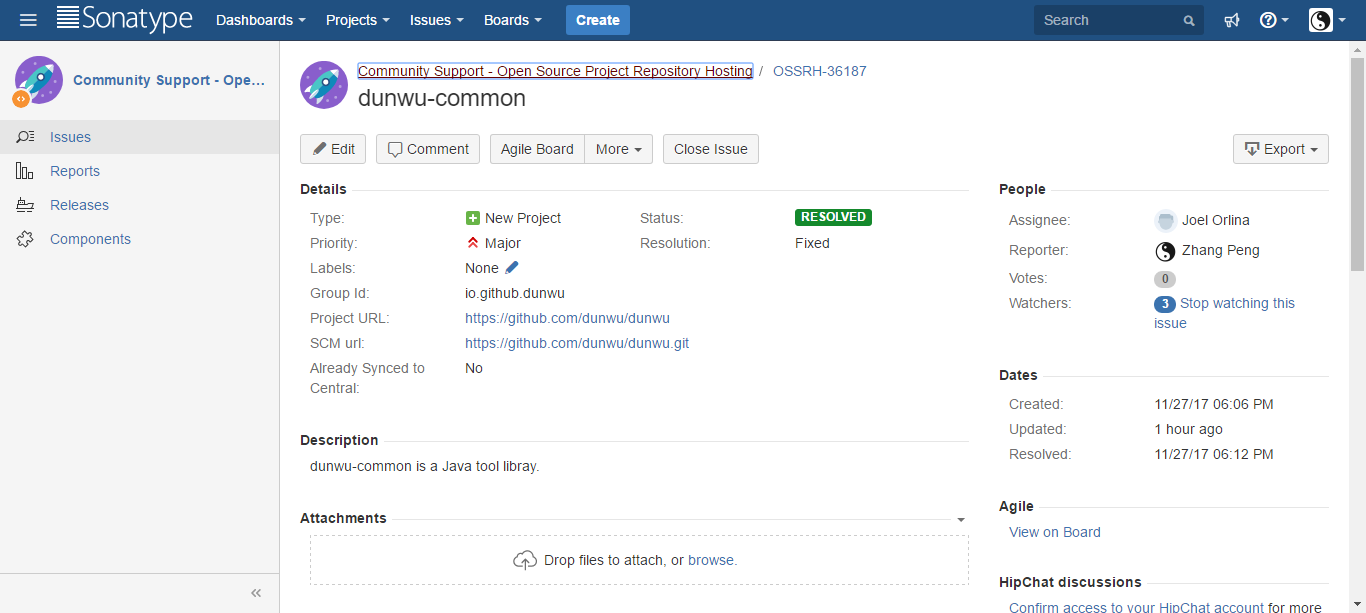 Sonatype Dashboards Projects Issues Boards Create Search
Community Support - Ope...
Issues
Reports
Releases
Components
Community Support - Open Source Project Repository Hosting / OSSRH-36187
dunwu-common
Edit Comment Agile Board More Close Issue Export
Details
Type: New Project Status: RESOLVED
Priority: Major Resolution: Fixed
Labels: None
Group Id: io.github.dunwu
Project URL: https://github.com/dunwu/dunwu
SCM url: https://github.com/dunwu/dunwu.git
Already Synced to No
Central:
Description
dunwu-common is a Java tool libray.
Attachments
Drop files to attach, or browse.
People
Assignee: Joel Orlina
Reporter: Zhang Peng
Votes: 0
Watchers: 3 Stop watching this
issue
Dates
Created: 11/27/17 06:06 PM
Updated: 1 hour ago
Resolved: 11/27/17 06:12 PM
Agile
View on Board
HipChat discussions
Confirm access to your HipChat account for more